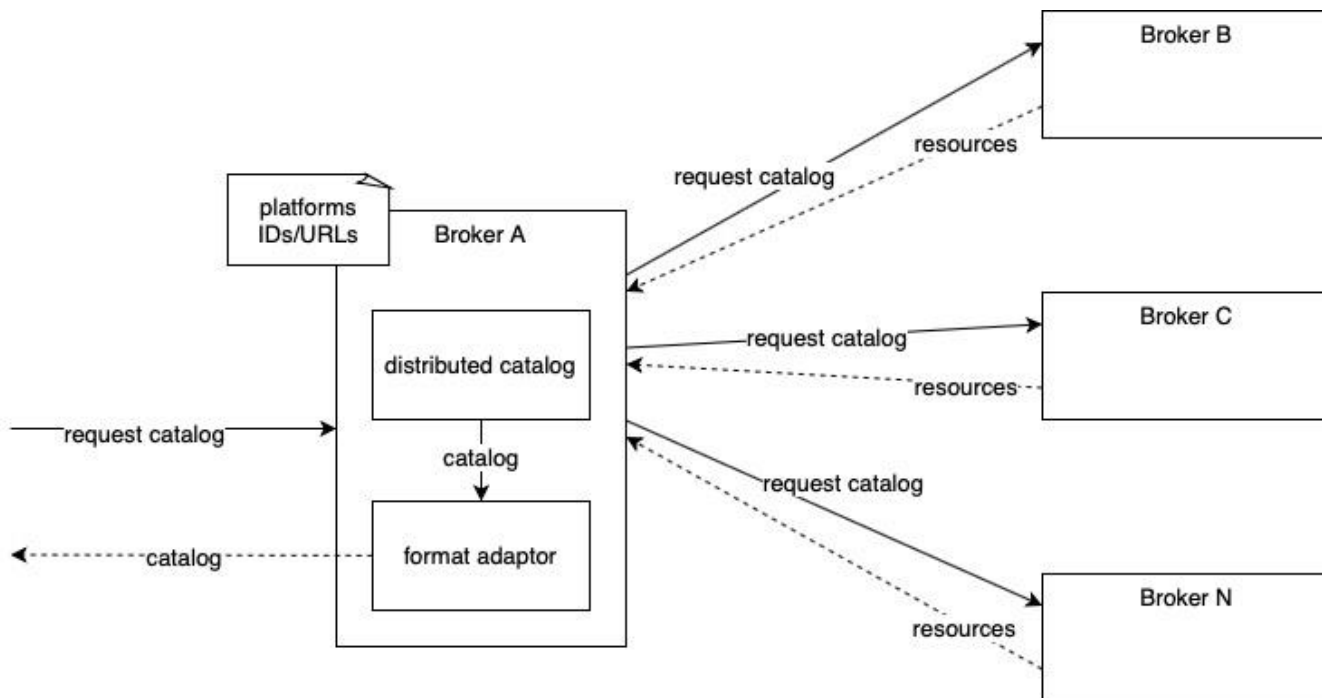 Broker B
resources
request catalog
platforms
IDs/URLs
Broker A
Broker C
request catalog
distributed catalog
resources
request catalog
catalog
request catalog
catalog
format adaptor
Broker N
resources